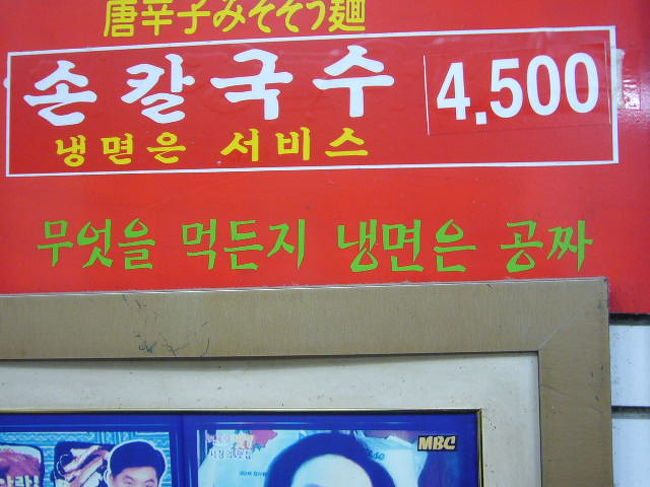 唐辛子みそぞう麺
손칼국수 4.500
냉면은 서비스
무엇을 먹든지 냉면은 공짜
MBC